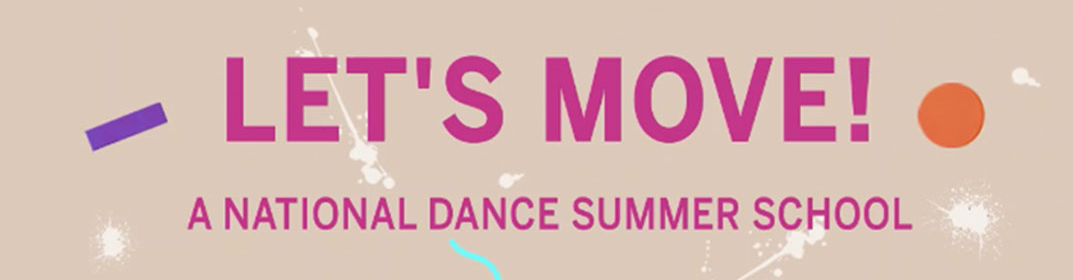 LET'S MOVE!
A NATIONAL DANCE SUMMER SCHOOL